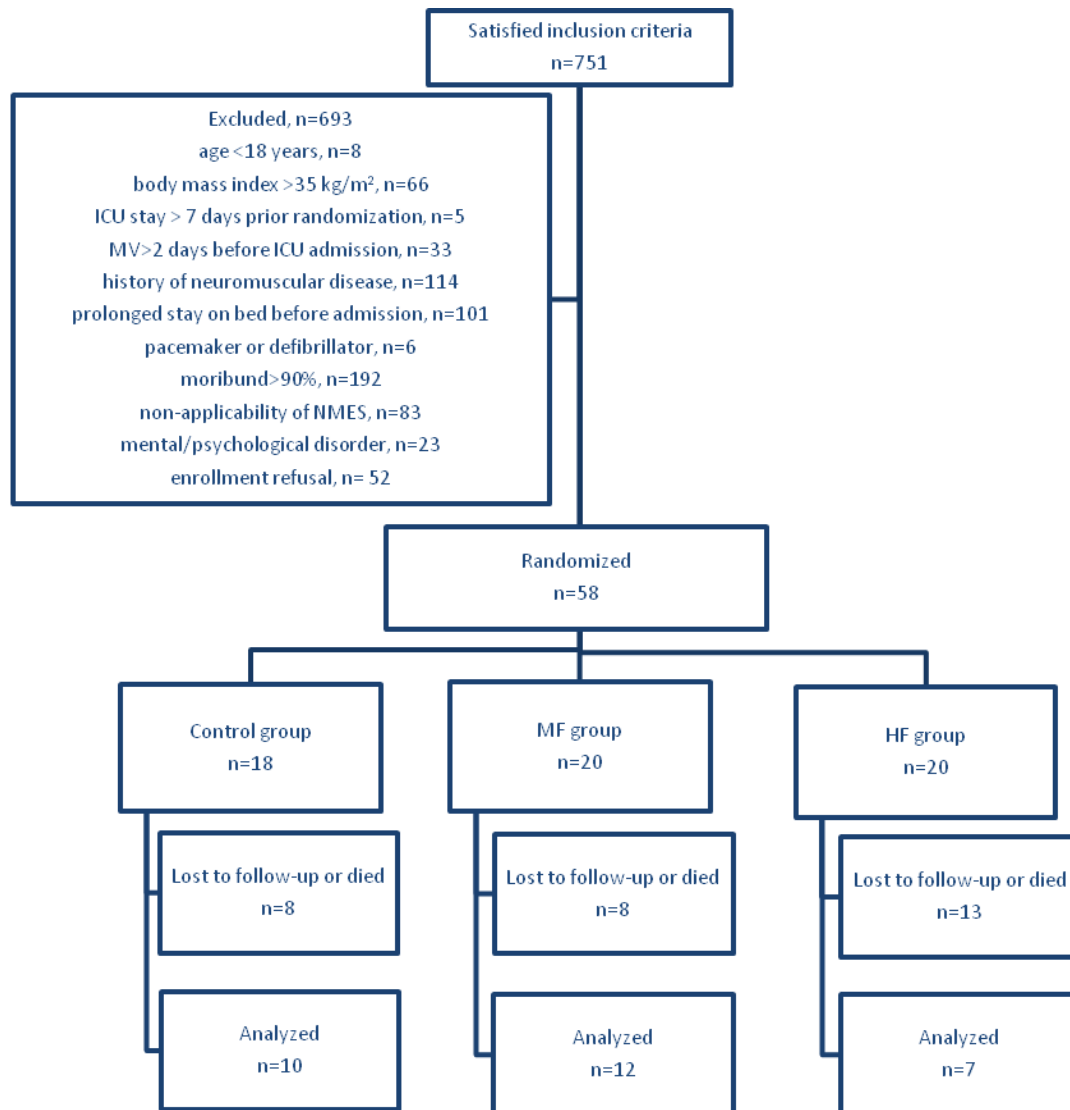 Satisfied inclusion criteria
n=751
Excluded, n=693
age <18 years, n=8
body mass index >35 kg/m², n=66
ICU stay > 7 days prior randomization, n=5
MV>2 days before ICU admission, n=33
history of neuromuscular disease, n=114
prolonged stay on bed before admission, n=101
pacemaker or defibrillator, n=6
moribund>90%, n=192
non-applicability of NMES, n=83
mental/psychological disorder, n=23
enrollment refusal, n= 52
Randomized
n=58
Control group
n=18
MF group
n=20
HF group
n=20
Lost to follow-up or died
n=8
Lost to follow-up or died
n=8
Lost to follow-up or died
n=13
Analyzed
n=10
Analyzed
n=12
Analyzed
n=7